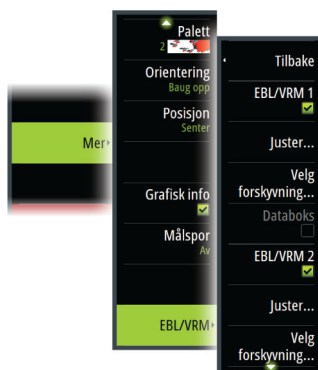 Mer
Palett
2
Orientering
Baug opp
Posisjon
Senter
Grafisk info
Målspor
Av
EBL/VRM
Tilbake
EBL/VRM 1
Juster...
Velg
forskyvning...
Databoks
EBL/VRM 2
Juster...
Velg
forskyvning...